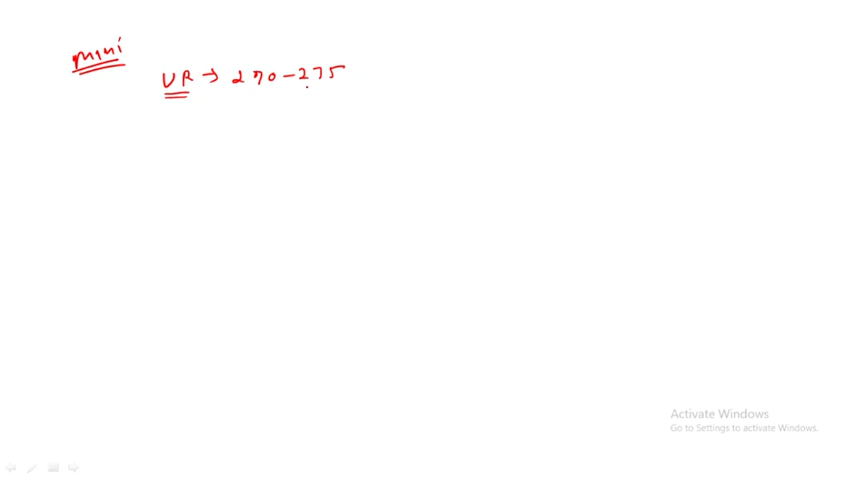 mini
UR → 270-275
Activate Windows
Go to Settings to activate Windows.